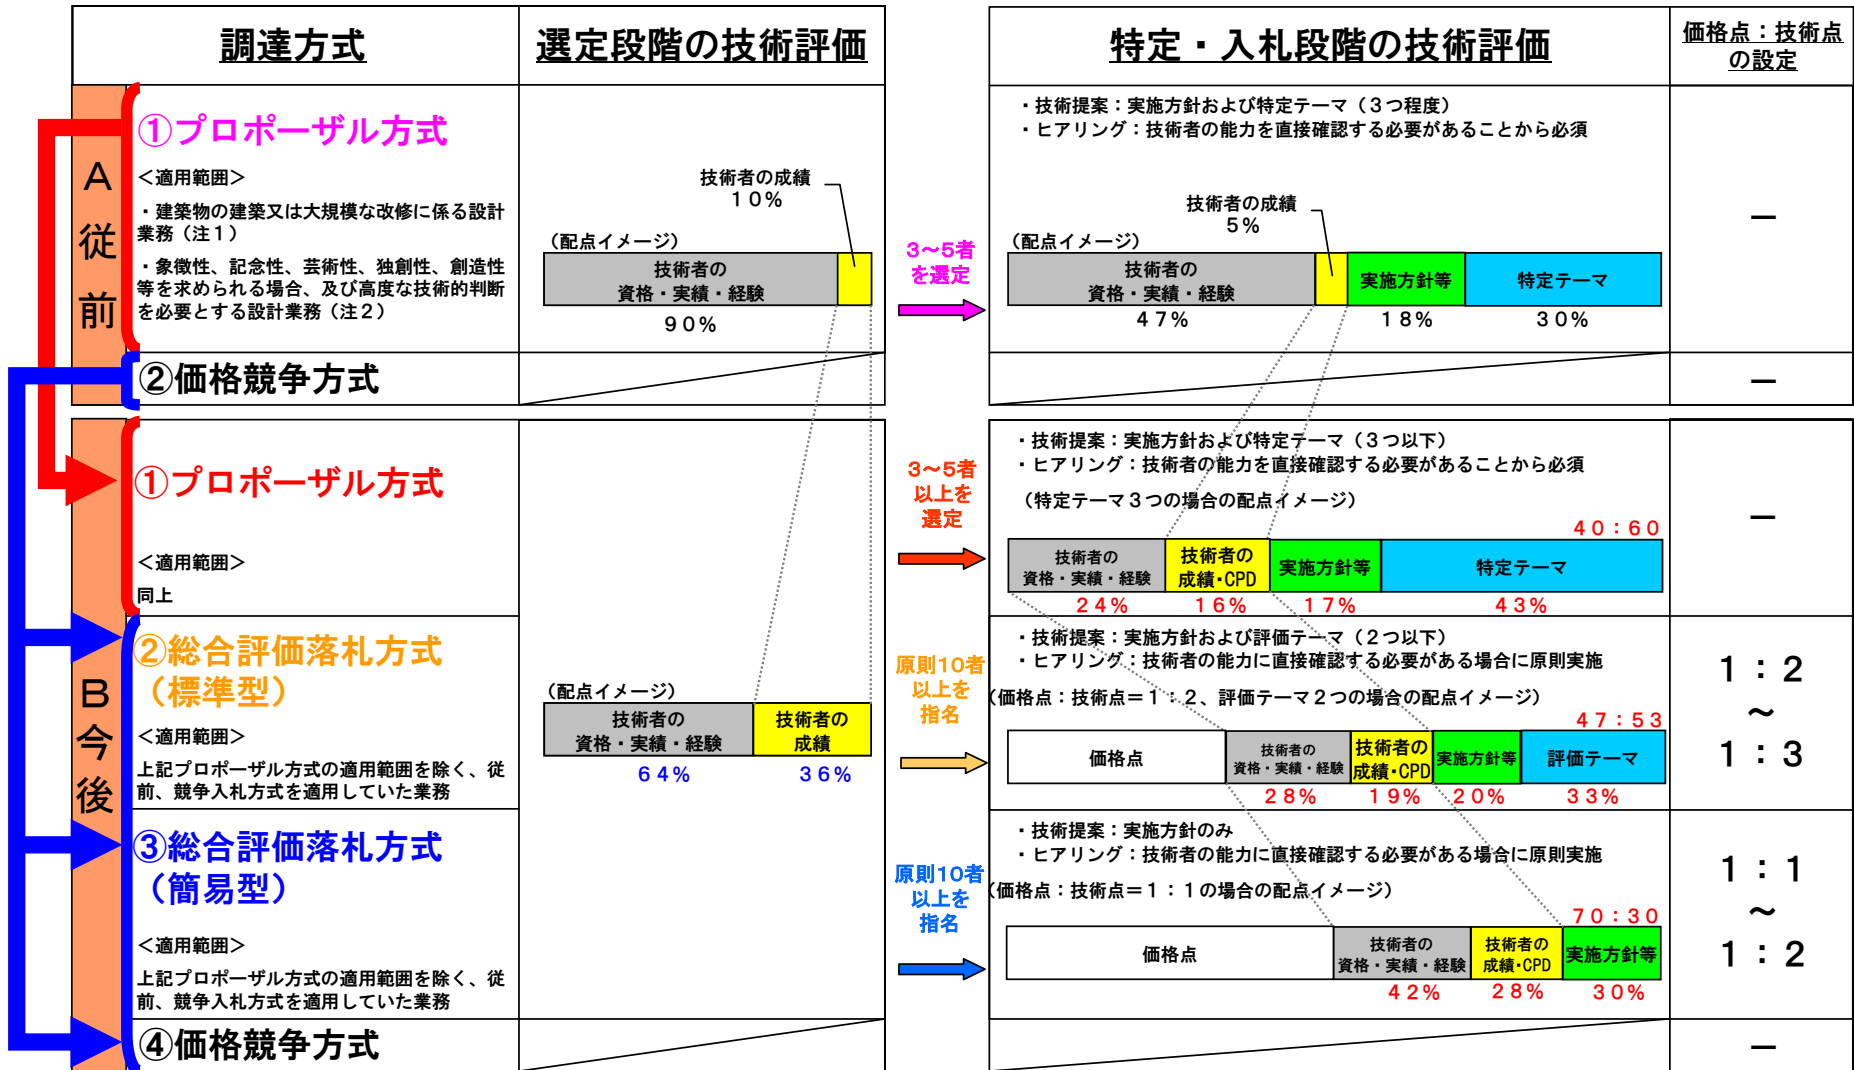 調達方式
選定段階の技術評価
特定・入札段階の技術評価
価格点：技術点
の設定
A
従
前
①プロポーザル方式
＜適用範囲＞
・建築物の建築又は大規模な改修に係る設計
業務（注１）
・象徴性、記念性、芸術性、独創性、創造性
等を求められる場合、及び高度な技術的判断
を必要とする設計業務（注２）
技術者の成績
１０％
（配点イメージ）
技術者の
資格・実績・経験
９０％
3～5者
を選定
・技術提案：実施方針および特定テーマ（３つ程度）
・ヒアリング：技術者の能力を直接確認する必要があることから必須
技術者の成績
５％
（配点イメージ）
技術者の
資格・実績・経験
実施方針等
特定テーマ
４７％
１８％
３０％
－
②価格競争方式
－
B
今
後
①プロポーザル方式
＜適用範囲＞
同上
3～5者
以上を
選定
・技術提案：実施方針および特定テーマ（３つ以下）
・ヒアリング：技術者の能力を直接確認する必要があることから必須
（特定テーマ３つの場合の配点イメージ）
４０：６０
技術者の
資格・実績・経験
技術者の
成績・CPD
実施方針等
特定テーマ
２４％
１６％
１７％
４３％
－
②総合評価落札方式
（標準型）
＜適用範囲＞
上記プロポーザル方式の適用範囲を除く、従
前、競争入札方式を適用していた業務
（配点イメージ）
技術者の
資格・実績・経験
技術者の
成績
６４％
３６％
原則10者
以上を
指名
・技術提案：実施方針および評価テーマ（２つ以下）
・ヒアリング：技術者の能力に直接確認する必要がある場合に原則実施
（価格点：技術点＝１：２、評価テーマ２つの場合の配点イメージ）
４７：５３
価格点
技術者の
資格・実績・経験
技術者の
成績・CPD
実施方針等
評価テーマ
２８％
１９％
２０％
３３％
１：２
～
１：３
③総合評価落札方式
（簡易型）
＜適用範囲＞
上記プロポーザル方式の適用範囲を除く、従
前、競争入札方式を適用していた業務
原則10者
以上を
指名
・技術提案：実施方針のみ
・ヒアリング：技術者の能力に直接確認する必要がある場合に原則実施
（価格点：技術点＝１：１の場合の配点イメージ）
７０：３０
価格点
技術者の
資格・実績・経験
技術者の
成績・CPD
実施方針等
４２％
２８％
３０％
１：１
～
１：２
④価格競争方式
－